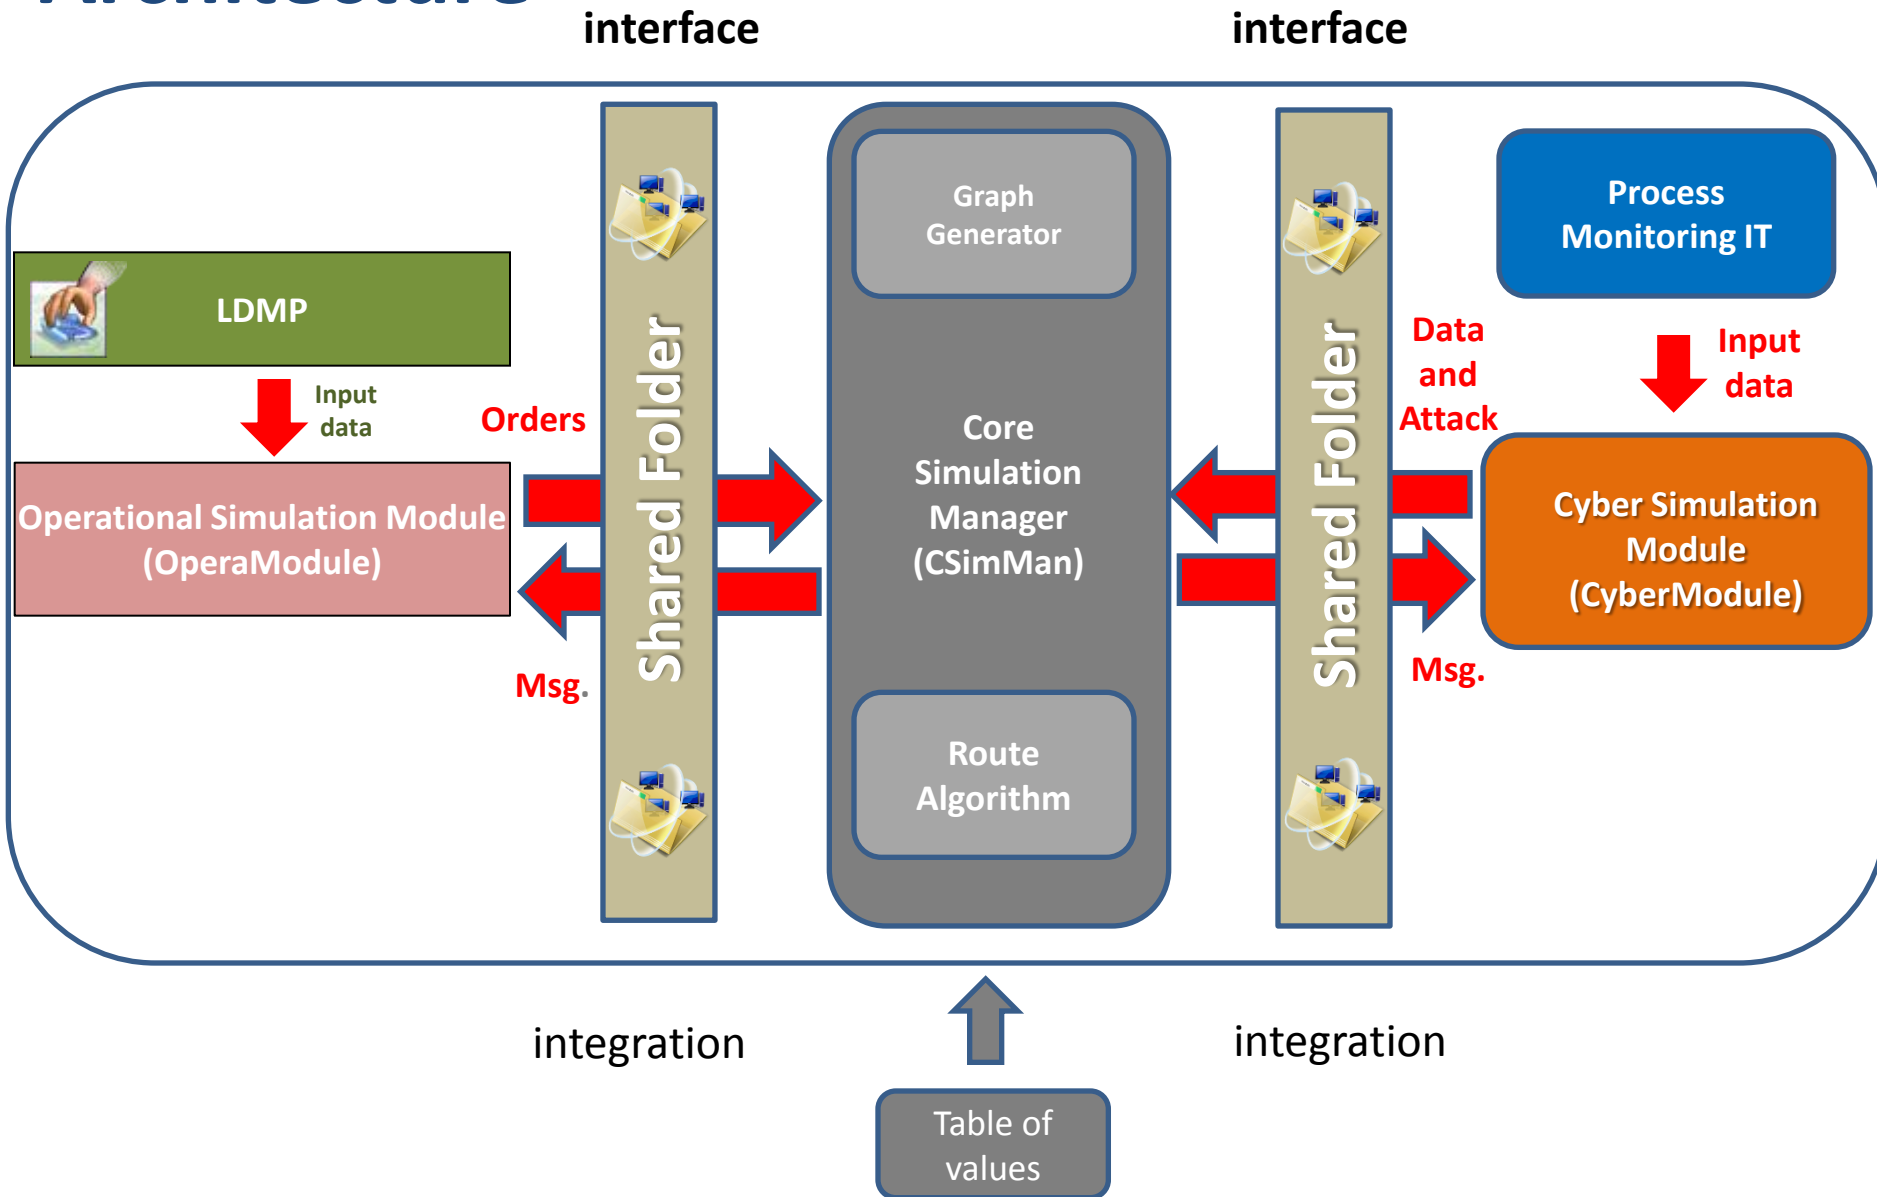 Architecture
interface
interface
LDMP
Input
data
Orders
Operational Simulation Module
(OperaModule)
Msg.
Shared Folder
Graph
Generator
Core
Simulation
Manager
(CSimMan)
Route
Algorithm
Shared Folder
Data
and
Attack
Msg.
Process
Monitoring IT
Input
data
Cyber Simulation
Module
(CyberModule)
integration
integration
Table of
values